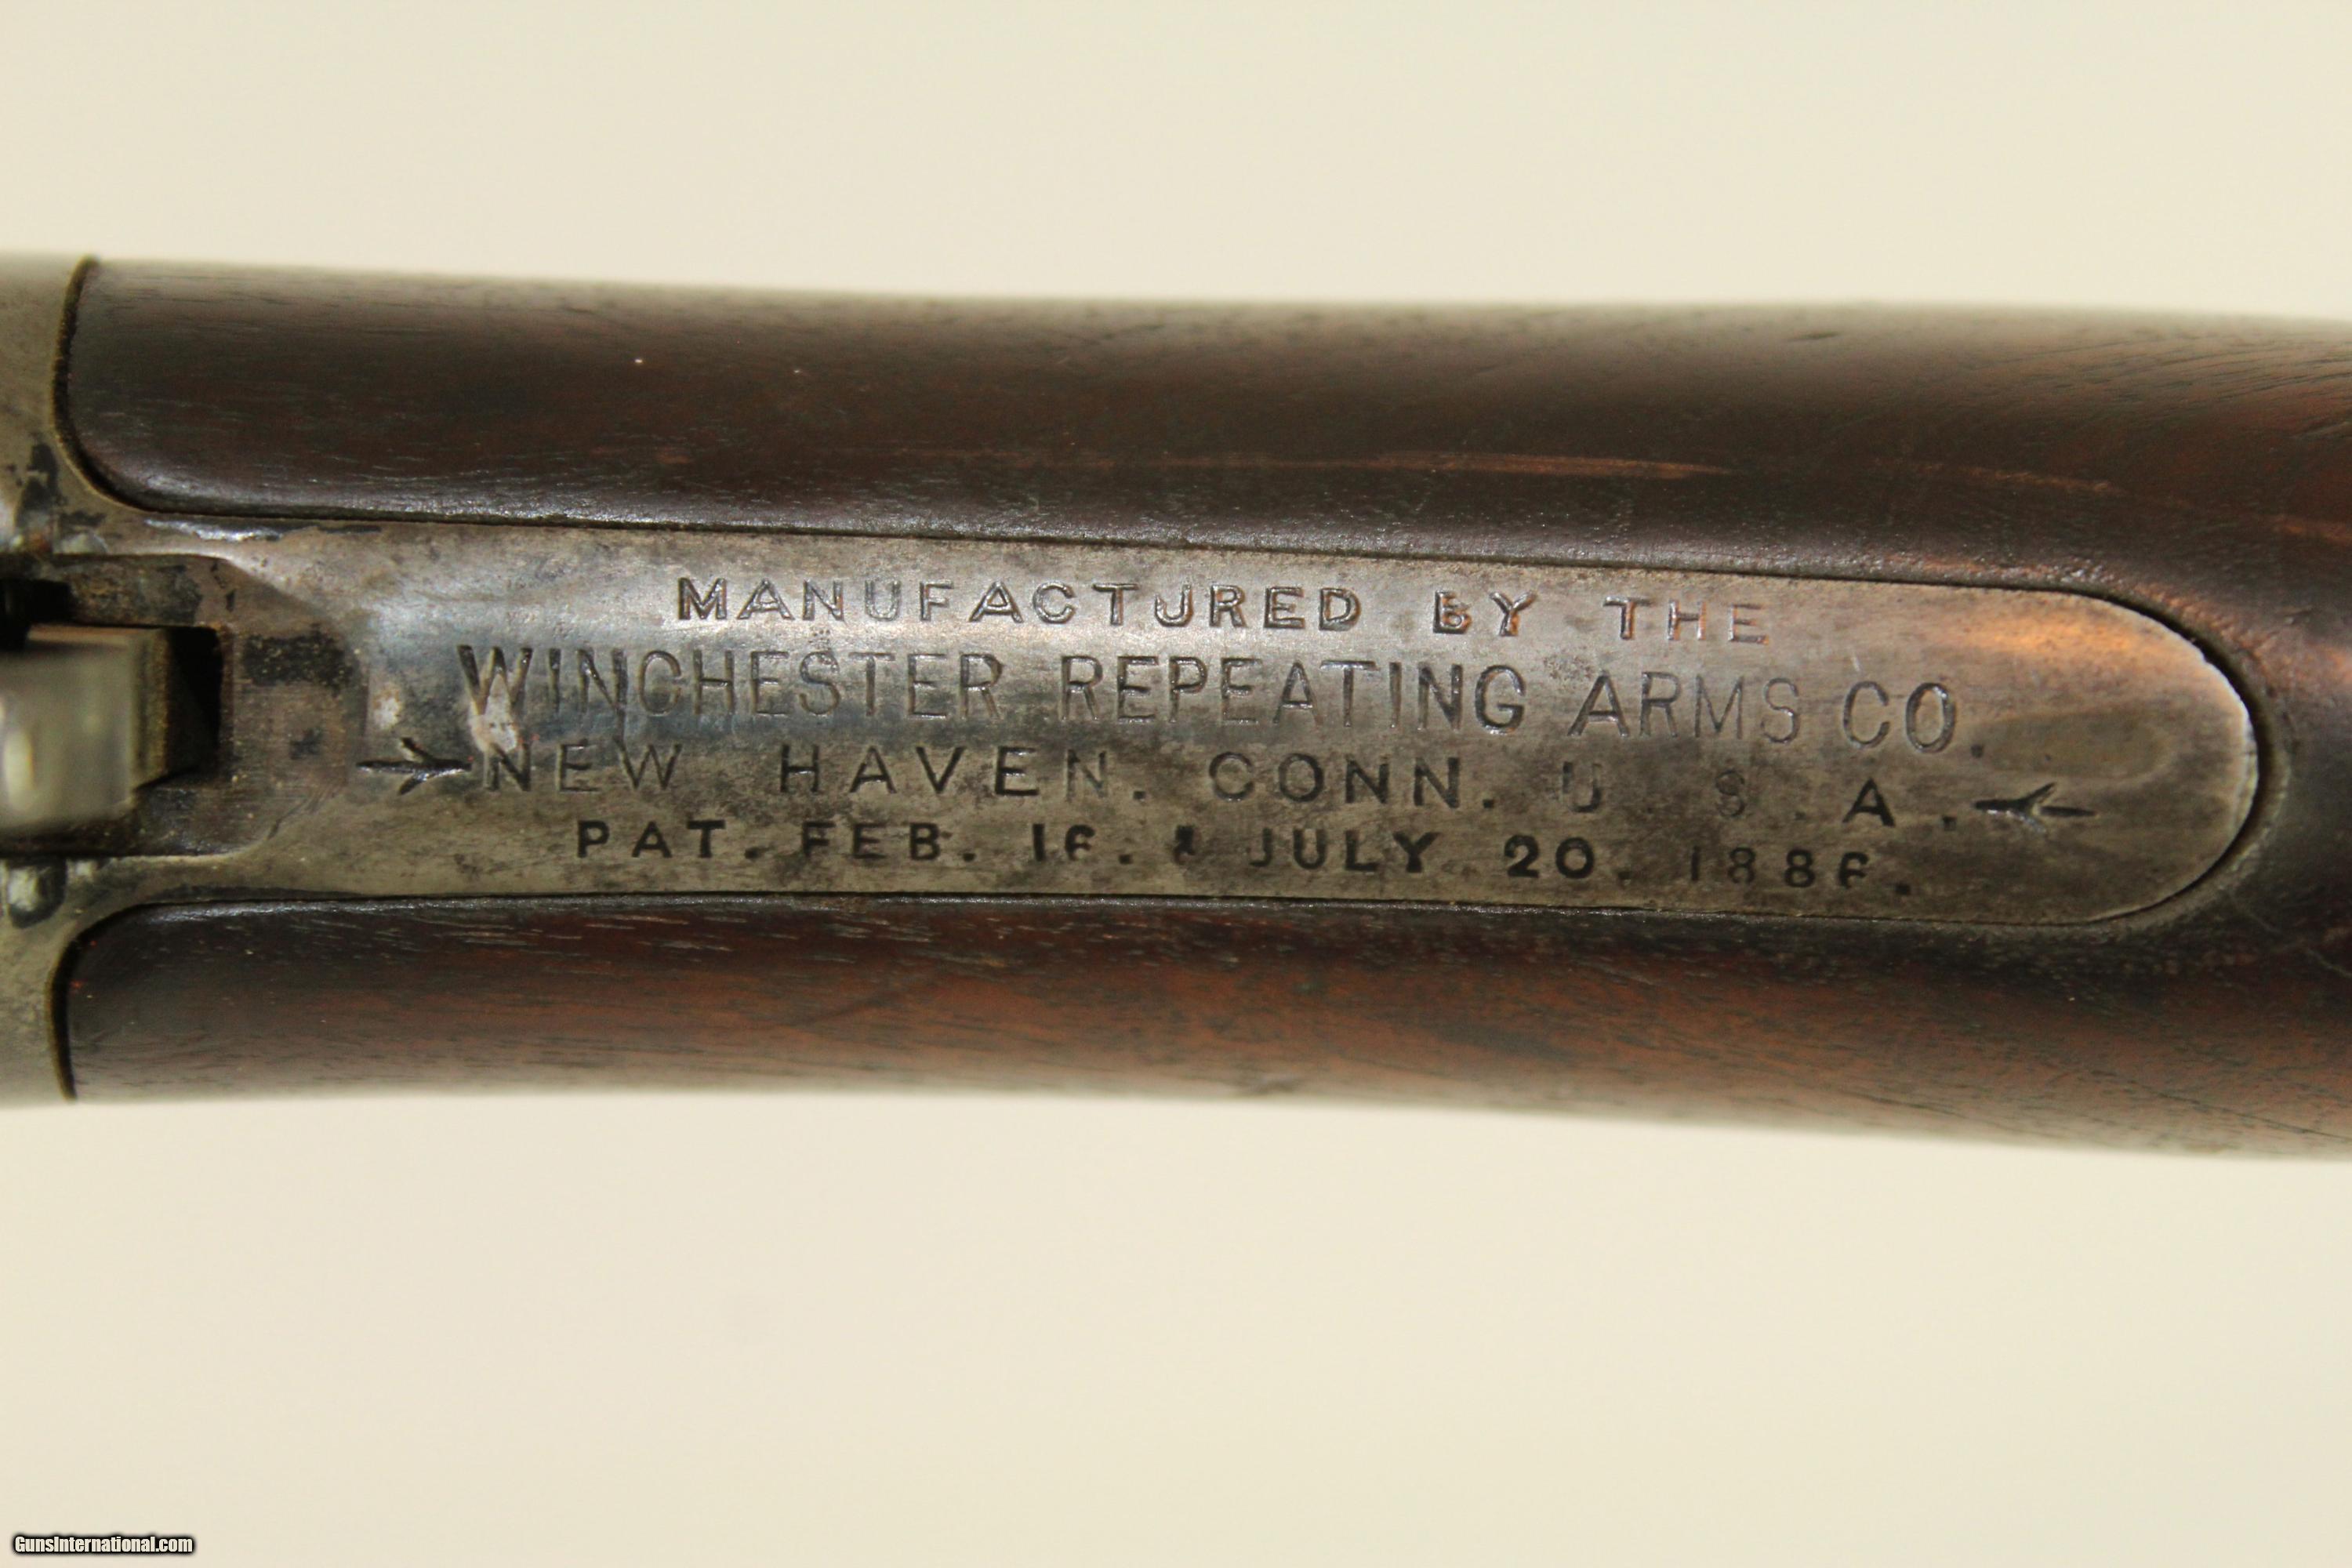 MANUFACTURED BY THE
WINCHESTER REPEATING ARMS CO.
NEW HAVEN. CONN. U. S. A.
PAT. FEB. 16. & JULY. 20. 1886.
GunsInternational.com